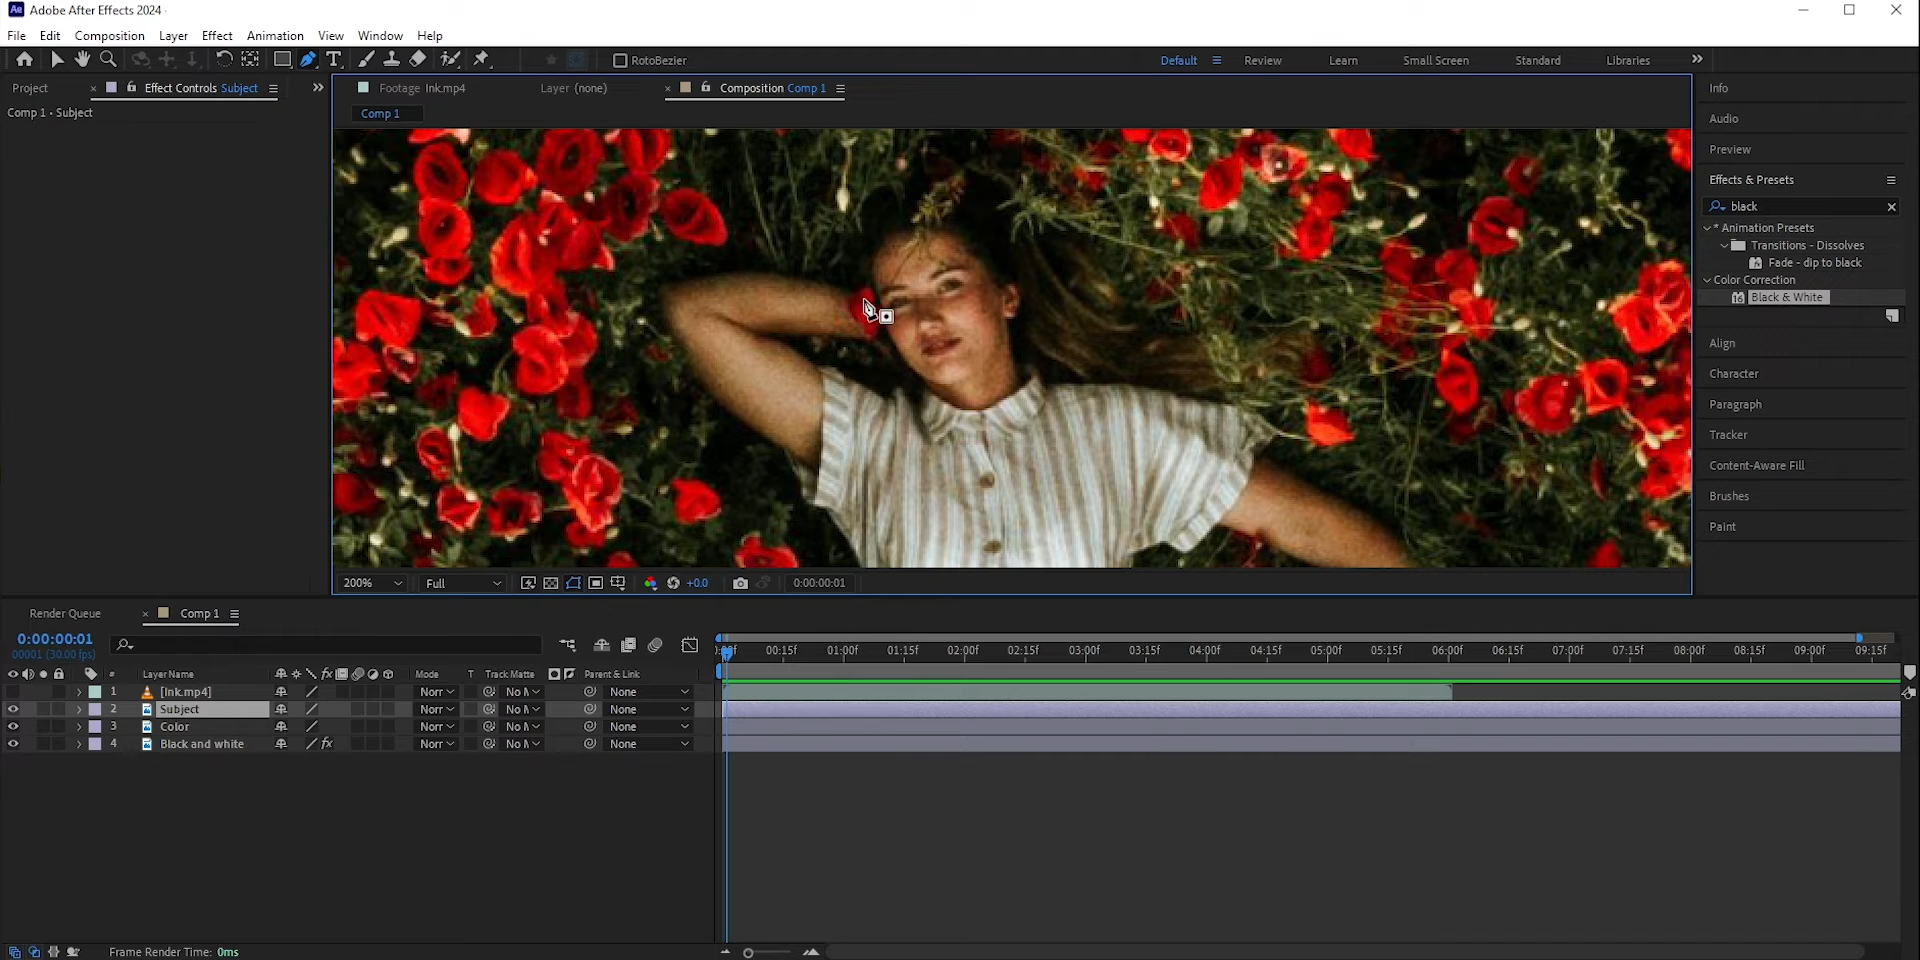 Adobe After Effects 2024
File Edit Composition Layer Effect Animation View Window Help
RotoBezier Default Review Learn Small Screen Standard Libraries
Project Effect Controls Subject
Comp 1 • Subject
Footage Ink.mp4 Layer (none) Composition Comp 1
Comp 1
200% Full +0.0 0:00:00:01
Info
Audio
Preview
Effects & Presets
black
* Animation Presets
Transitions - Dissolves
Fade - dip to black
Color Correction
Black & White
Align
Character
Paragraph
Tracker
Content-Aware Fill
Brushes
Paint
Render Queue Comp 1
0:00:00:01
00001 (30.00 fps)
00:15f 01:00f 01:15f 02:00f 02:15f 03:00f 03:15f 04:00f 04:15f 05:00f 05:15f 06:00f 06:15f 07:00f 07:15f 08:00f 08:15f 09:00f 09:15f
# Layer Name Mode T Track Matte Parent & Link
1 [Ink.mp4] Norr No None
2 Subject Norr No None
3 Color Norr No None
4 Black and white fx Norr No None
Frame Render Time: 0ms